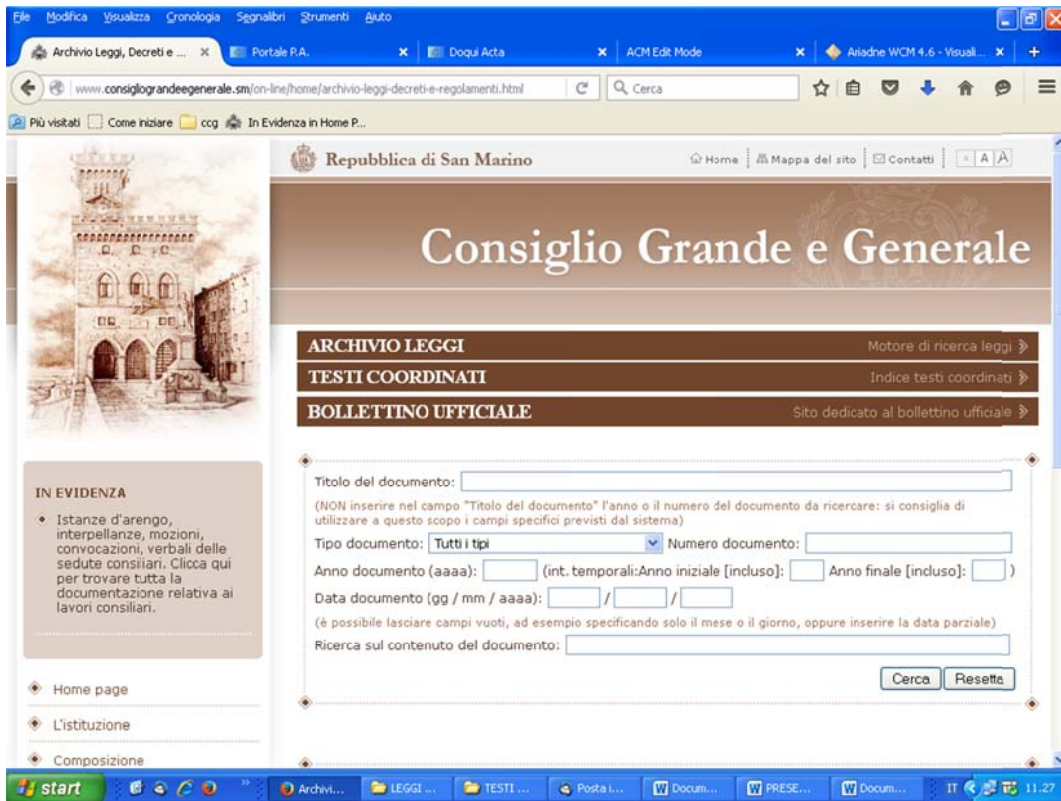 File Modifica Visualizza Cronologia Segnalibri Strumenti Aiuto
Archivio Leggi, Decreti e ... × Portale P.A. × Doqui Acta × ACM Edit Mode × Ariadne WCM 4.6 - Visuali... × +
www.consigliograndeegenerale.sm/on-line/home/archivio-leggi-decreti-e-regolamenti.html Cerca
Più visitati Come iniziare ccg In Evidenza in Home P...
Repubblica di San Marino Home Mappa del sito Contatti A A A
Consiglio Grande e Generale
ARCHIVIO LEGGI Motore di ricerca leggi
TESTI COORDINATI Indice testi coordinati
BOLLETTINO UFFICIALE Sito dedicato al bollettino ufficiale
IN EVIDENZA
Istanze d'arengo,
interpellanze, mozioni,
convocazioni, verbali delle
sedute consiliari. Clicca qui
per trovare tutta la
documentazione relativa ai
lavori consiliari.
Home page
L'istituzione
Composizione
Titolo del documento:
(NON inserire nel campo "Titolo del documento" l'anno o il numero del documento da ricercare: si consiglia di
utilizzare a questo scopo i campi specifici previsti dal sistema)
Tipo documento: Tutti i tipi Numero documento:
Anno documento (aaaa): (int. temporali:Anno iniziale [incluso]: Anno finale [incluso]: )
Data documento (gg / mm / aaaa): / /
(è possibile lasciare campi vuoti, ad esempio specificando solo il mese o il giorno, oppure inserire la data parziale)
Ricerca sul contenuto del documento:
Cerca Resetta
start » Archivi... LEGGI ... TESTI ... Posta i... Docum... PRESE... Docum... IT 11.27